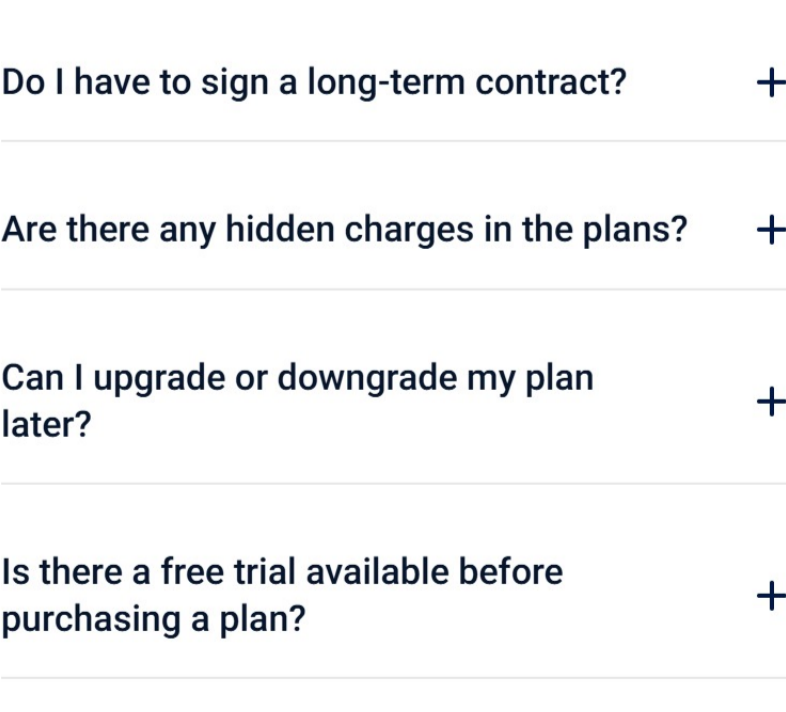 Do I have to sign a long-term contract?
Are there any hidden charges in the plans?
Can I upgrade or downgrade my plan
later?
Is there a free trial available before
purchasing a plan?